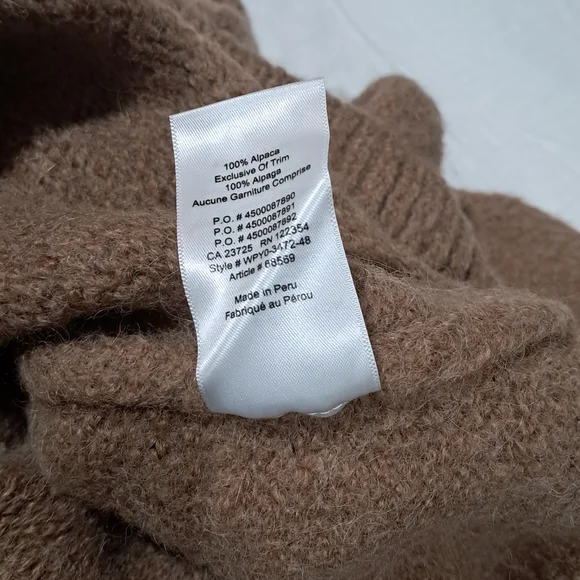 100% Alpaca
Exclusive Of Trim
100% Alpaga
Aucune Garniture Comprise
P.O. # 4500087890
P.O. # 4500087891
P.O. # 4500087892
CA 23725 RN 122354
Style # WPY0-3472-48
Article # 68569
Made in Peru
Fabriqué au Pérou